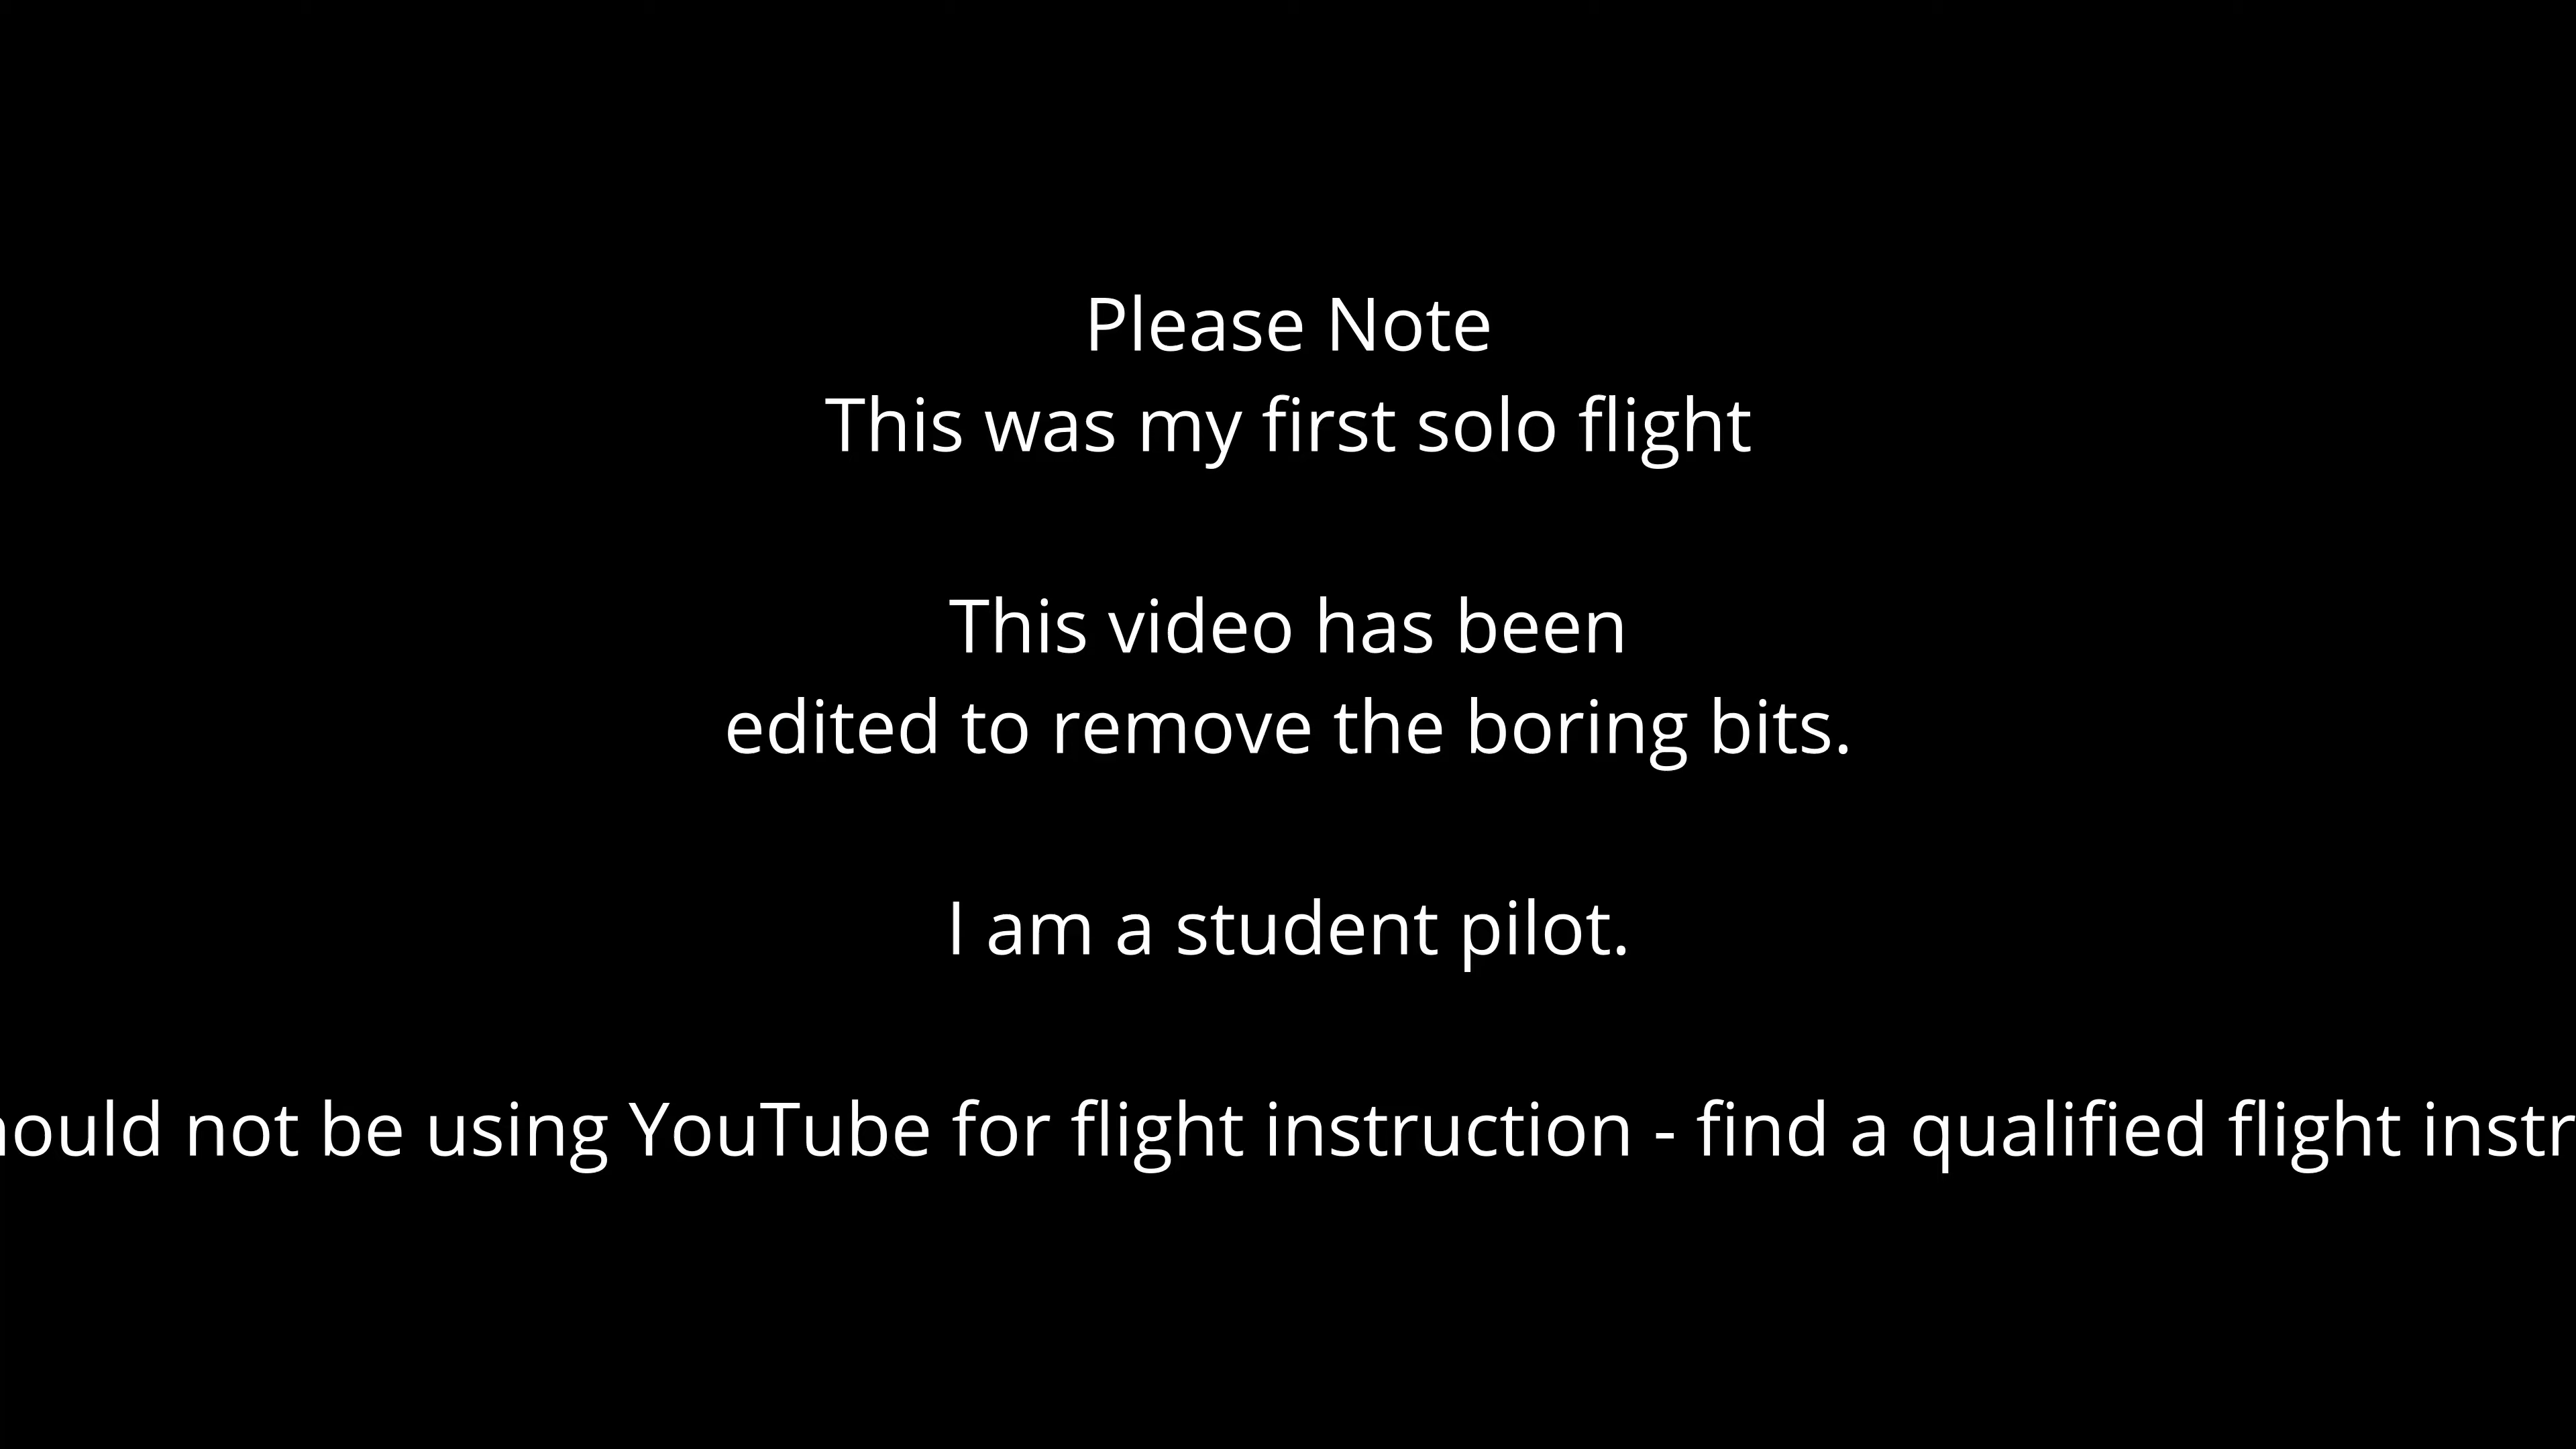 Please Note
This was my first solo flight
This video has been
edited to remove the boring bits.
I am a student pilot.
not be using YouTube for flight instruction - find a qualified flight